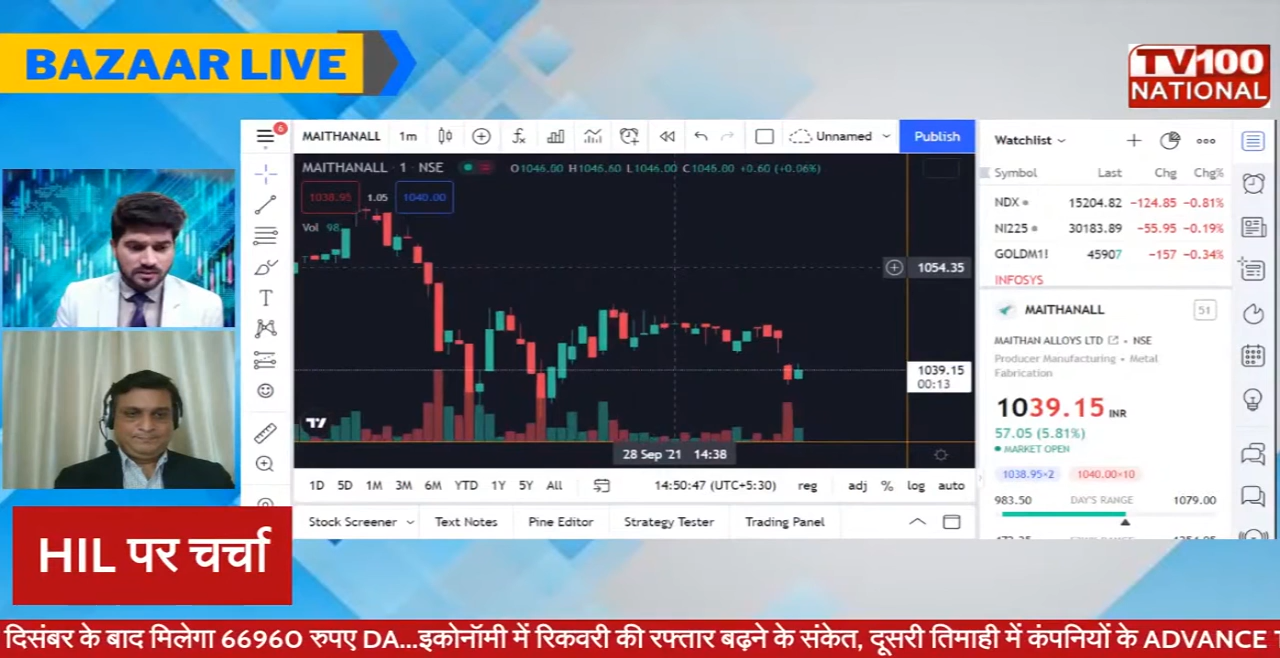 BAZAAR LIVE
TV100
NATIONAL
6
MAITHANALL 1m Unnamed Publish
MAITHANALL · 1 · NSE O1046.00 H1046.60 L1046.00 C1046.00 +0.60 (+0.06%)
1038.95 1.05 1040.00
Vol 98
1054.35
1039.15
00:13
28 Sep '21 14:38
1D 5D 1M 3M 6M YTD 1Y 5Y All 14:50:47 (UTC+5:30) reg adj % log auto
Stock Screener Text Notes Pine Editor Strategy Tester Trading Panel
Watchlist
Symbol Last Chg Chg%
NDX 15204.82 −124.85 −0.81%
NI225 30183.89 −55.95 −0.19%
GOLDM1! 45907 −157 −0.34%
INFOSYS
MAITHANALL 51
MAITHAN ALLOYS LTD • NSE
Producer Manufacturing • Metal
Fabrication
1039.15 INR
57.05 (5.81%)
MARKET OPEN
1038.95×2 1040.00×10
983.50 DAY'S RANGE 1079.00
HIL पर चर्चा
दिसंबर के बाद मिलेगा 66960 रुपए DA...इकोनॉमी में रिकवरी की रफ्तार बढ़ने के संकेत, दूसरी तिमाही में कंपनियों के ADVANCE